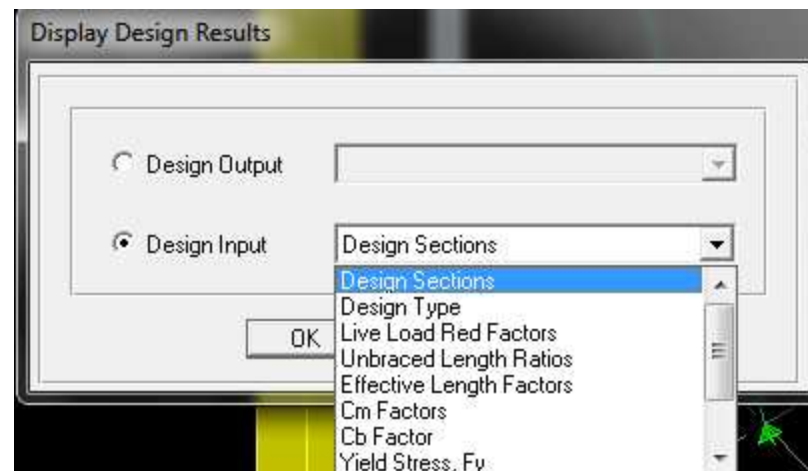 Display Design Results
Design Output
Design Input
Design Sections
Design Sections
Design Type
Live Load Red Factors
Unbraced Length Ratios
Effective Length Factors
Cm Factors
Cb Factor
Yield Stress, Fy
OK